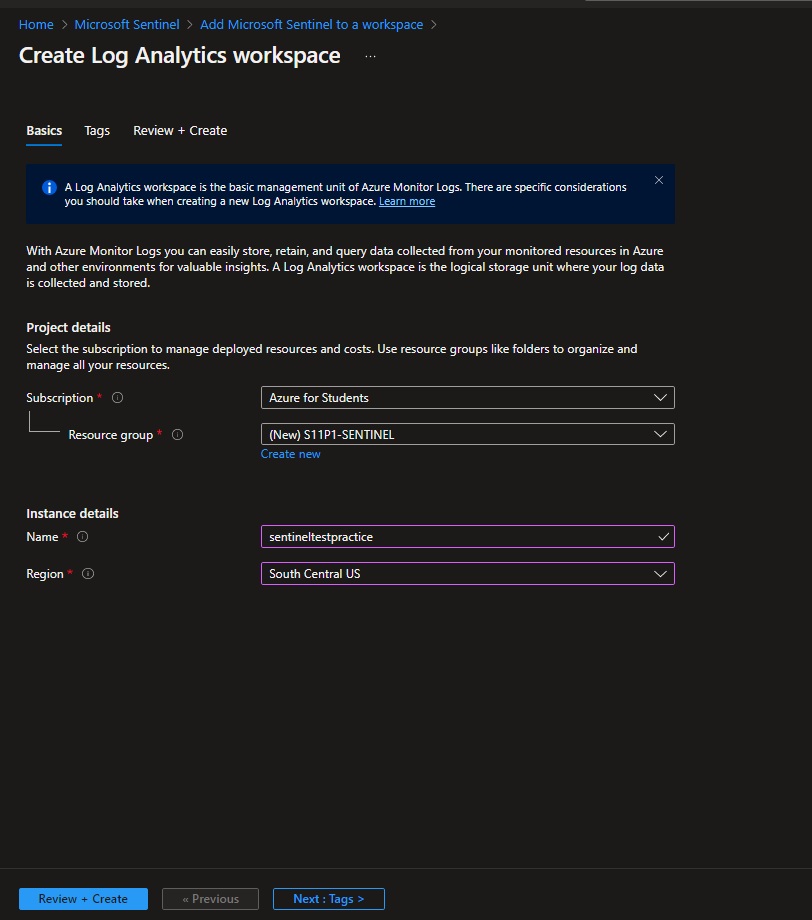 Home > Microsoft Sentinel > Add Microsoft Sentinel to a workspace >
Create Log Analytics workspace ...
Basics Tags Review + Create
A Log Analytics workspace is the basic management unit of Azure Monitor Logs. There are specific considerations
you should take when creating a new Log Analytics workspace. Learn more
With Azure Monitor Logs you can easily store, retain, and query data collected from your monitored resources in Azure
and other environments for valuable insights. A Log Analytics workspace is the logical storage unit where your log data
is collected and stored.
Project details
Select the subscription to manage deployed resources and costs. Use resource groups like folders to organize and
manage all your resources.
Subscription * Azure for Students
Resource group * (New) S11P1-SENTINEL
Create new
Instance details
Name * sentineltestpractice
Region * South Central US
Review + Create « Previous Next : Tags >